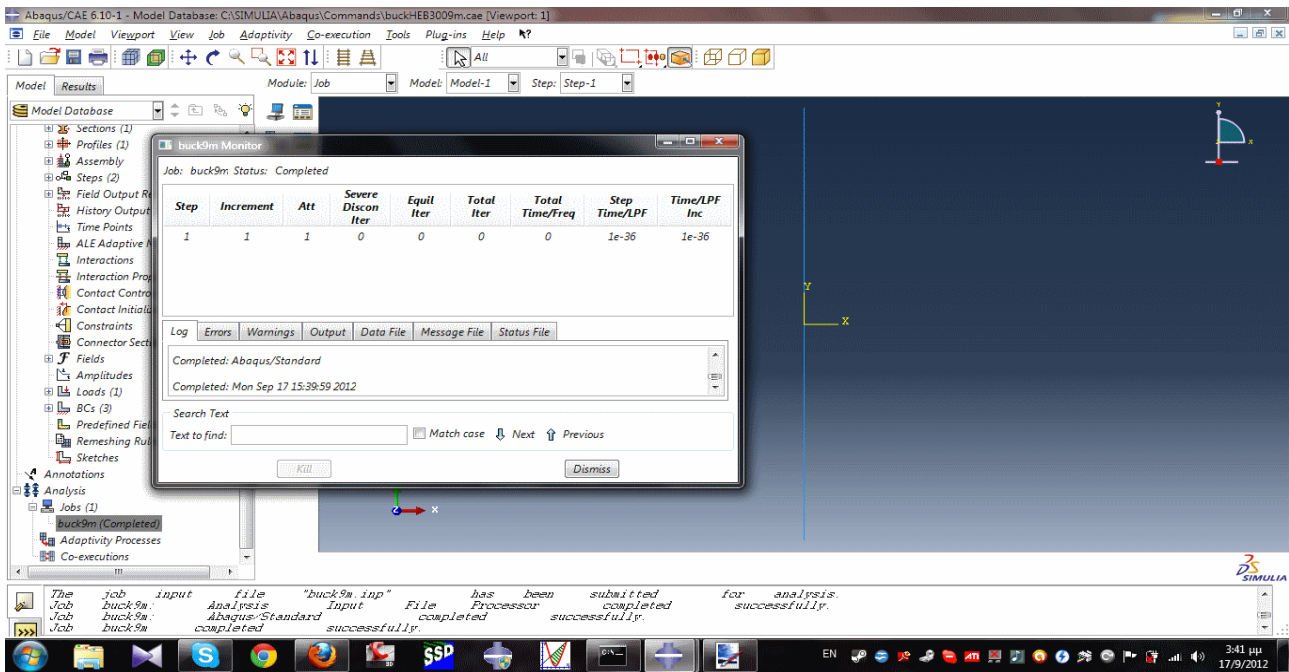 Abaqus/CAE 6.10-1 - Model Database: C:\SIMULIA\Abaqus\Commands\buckHEB3009m.cae [Viewport: 1]
File Model Viewport View Job Adaptivity Co-execution Tools Plug-ins Help
All
Model Results
Module: Job Model: Model-1 Step: Step-1
Model Database
Sections (1)
Profiles (1)
Assembly
Steps (2)
Field Output Re
History Output
Time Points
ALE Adaptive M
Interactions
Interaction Prop
Contact Contro
Contact Initializ
Constraints
Connector Secti
Fields
Amplitudes
Loads (1)
BCs (3)
Predefined Fiel
Remeshing Rul
Sketches
Annotations
Analysis
Jobs (1)
buck9m (Completed)
Adaptivity Processes
Co-executions
buck9m Monitor
Job: buck9m Status: Completed
Step Increment Att Severe Discon Iter Equil Iter Total Iter Total Time/Freq Step Time/LPF Time/LPF Inc
1 1 1 0 0 0 0 1e-36 1e-36
Log Errors Warnings Output Data File Message File Status File
Completed: Abaqus/Standard
Completed: Mon Sep 17 15:39:59 2012
Search Text
Text to find: Match case Next Previous
Kill Dismiss
Y
X
Y
X
X
SIMULIA
The job input file "buck9m.inp" has been submitted for analysis.
Job buck9m: Analysis Input File Processor completed successfully.
Job buck9m: Abaqus/Standard completed successfully.
Job buck9m completed successfully.
>>>
SSP
EN
3:41 μμ
17/9/2012